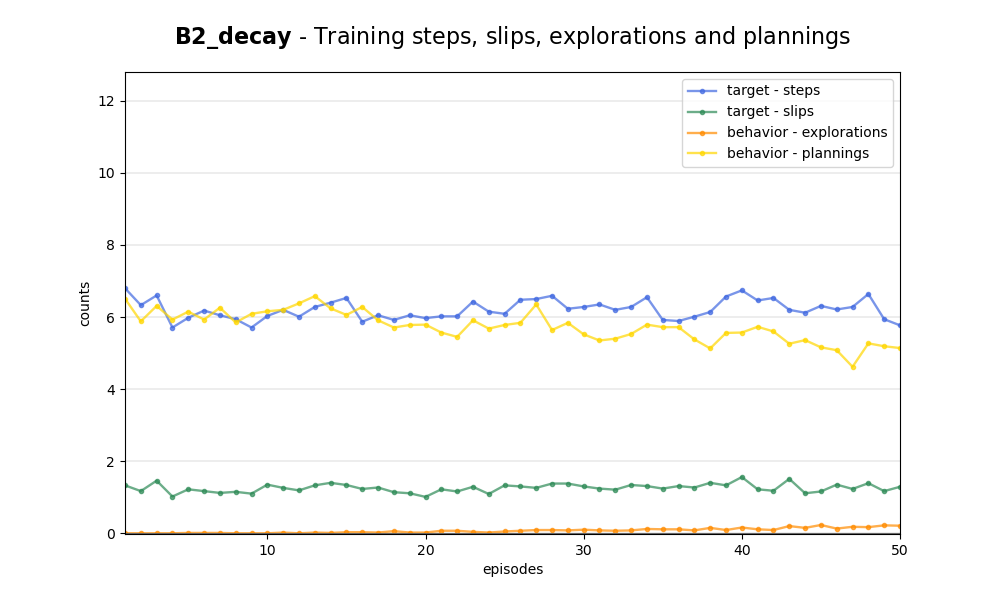 B2_decay - Training steps, slips, explorations and plannings
target - steps
target - slips
behavior - explorations
behavior - plannings
counts
12
10
8
6
4
2
0
10 20 30 40 50
episodes